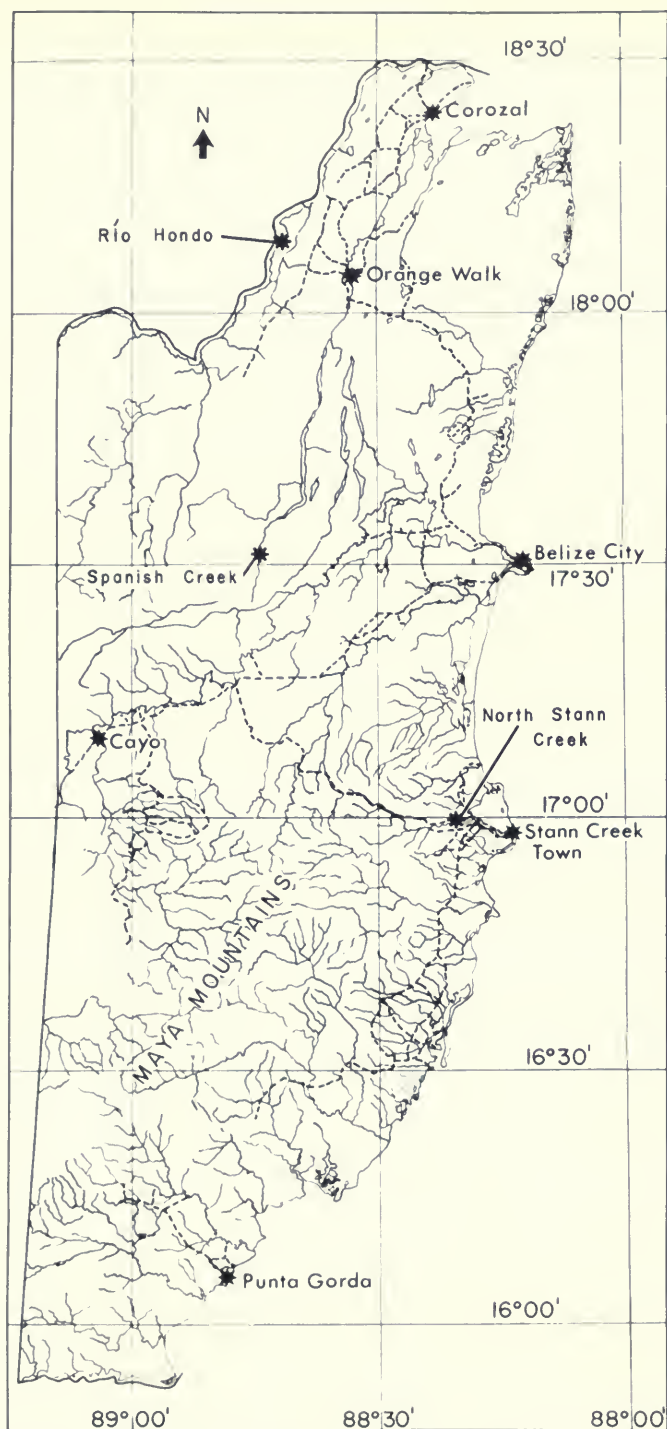 18°30'
N
Corozal
Río Hondo
Orange Walk
18°00'
Belize City
17°30'
Spanish Creek
North Stann
Creek
Cayo
17°00'
Stann Creek
Town
MAYA MOUNTAINS
16°30'
Punta Gorda
16°00'
89°00'
88°30'
88°00'